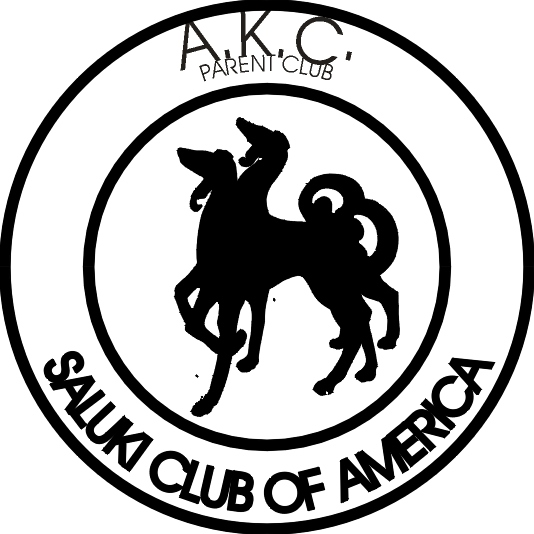 A.K.C.
PARENT CLUB
SALUKI CLUB OF AMERICA